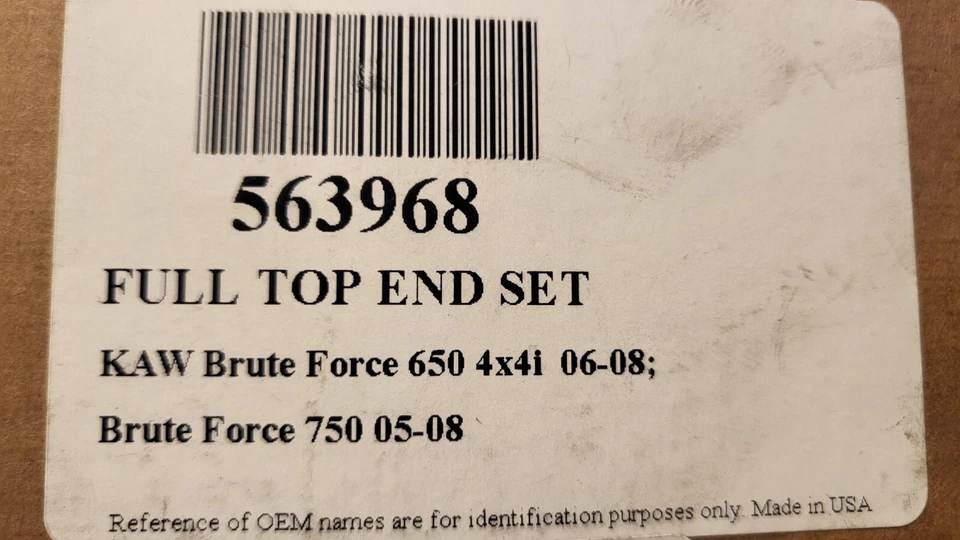 563968
FULL TOP END SET
KAW Brute Force 650 4x4i 06-08;
Brute Force 750 05-08
Reference of OEM names are for identification purposes only. Made in USA